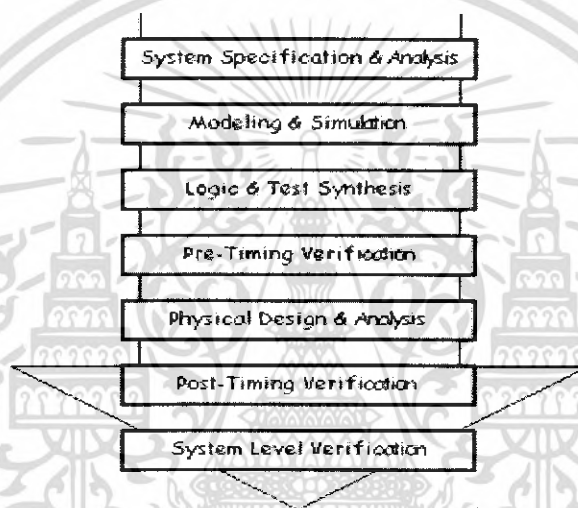 System Specification & Analysis
Modeling & Simulation
Logic & Test Synthesis
Pre-Timing Verification
Physical Design & Analysis
Post-Timing Verification
System Level Verification